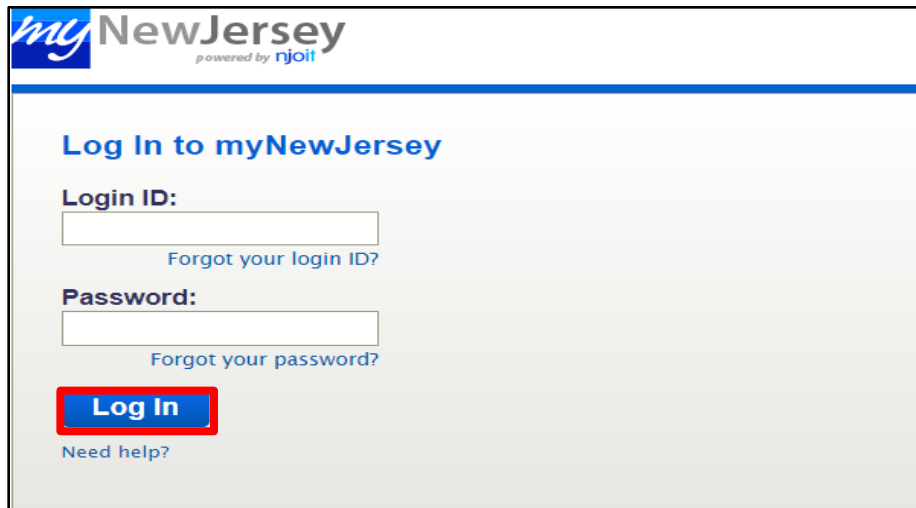 my NewJersey
powered by njoit
Log In to myNewJersey
Login ID:
Forgot your login ID?
Password:
Forgot your password?
Log In
Need help?